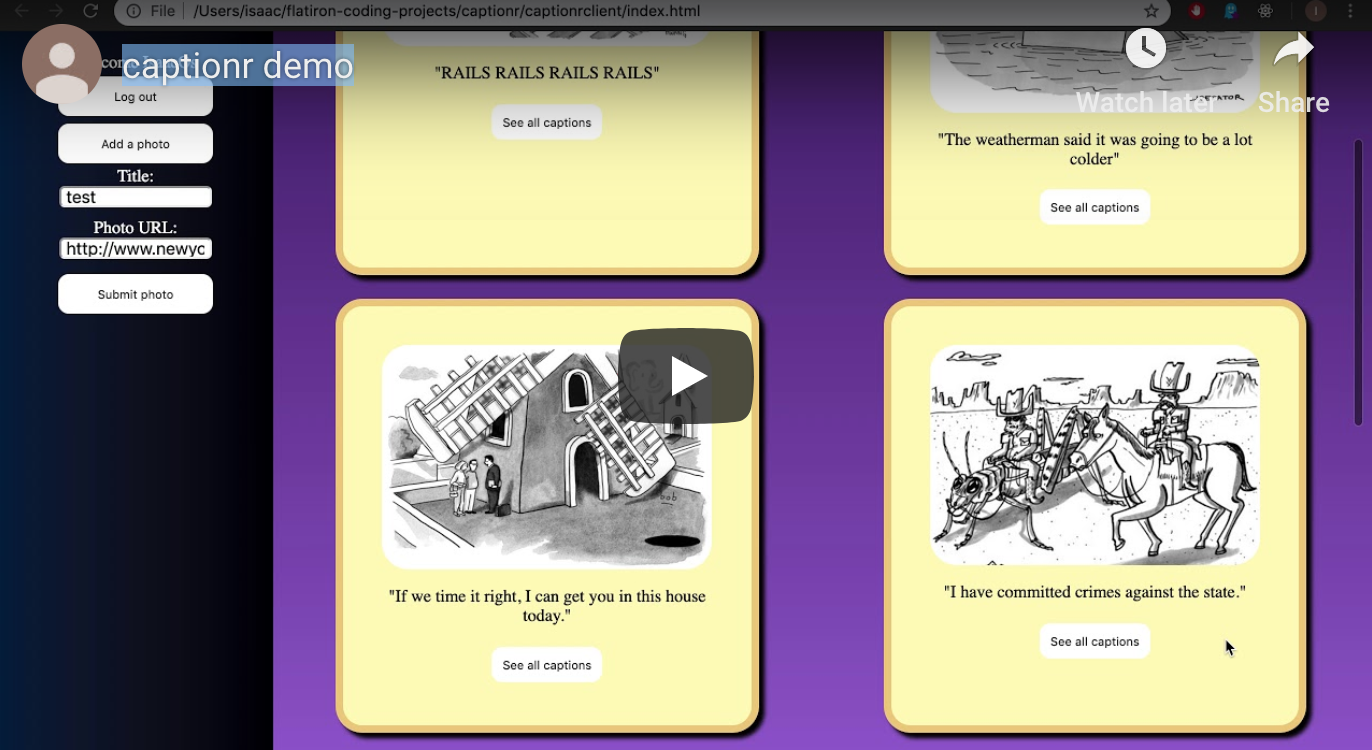 File
/Users/isaac/flatiron-coding-projects/captionr/captionrclient/index.html
captionr demo
Watch later
Share
Log out
Add a photo
Title:
test
Photo URL:
http://www.newyc
Submit photo
"RAILS RAILS RAILS RAILS"
See all captions
"The weatherman said it was going to be a lot
colder"
See all captions
bob
"If we time it right, I can get you in this house
today."
See all captions
"I have committed crimes against the state."
See all captions